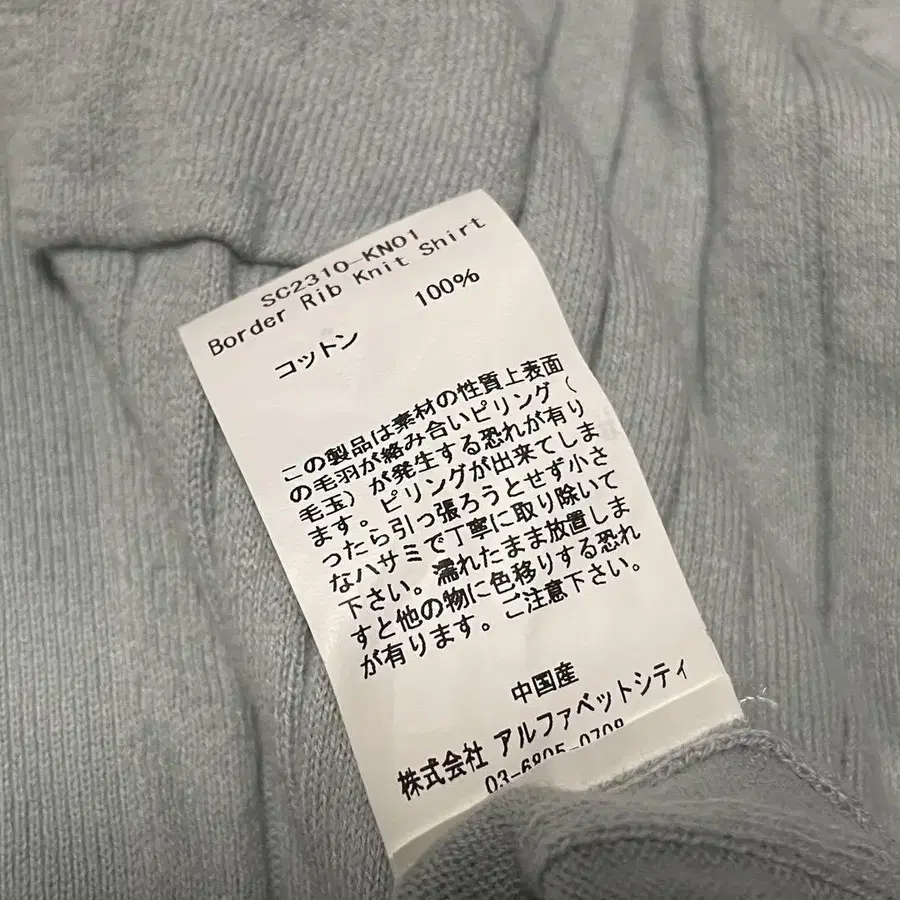 SC2310-KN01
Border Rib Knit Shirt
コットン 100%
この製品は素材の性質上表面
の毛羽が絡み合いピリング（
毛玉）が発生する恐れが有り
ます。ピリングが出来てしま
ったら引っ張ろうとせず小さ
なハサミで丁寧に取り除いて
下さい。濡れたまま放置しま
すと他の物に色移りする恐れ
が有ります。ご注意下さい。
中国産
株式会社 アルファベットシティ
03-6805-0708